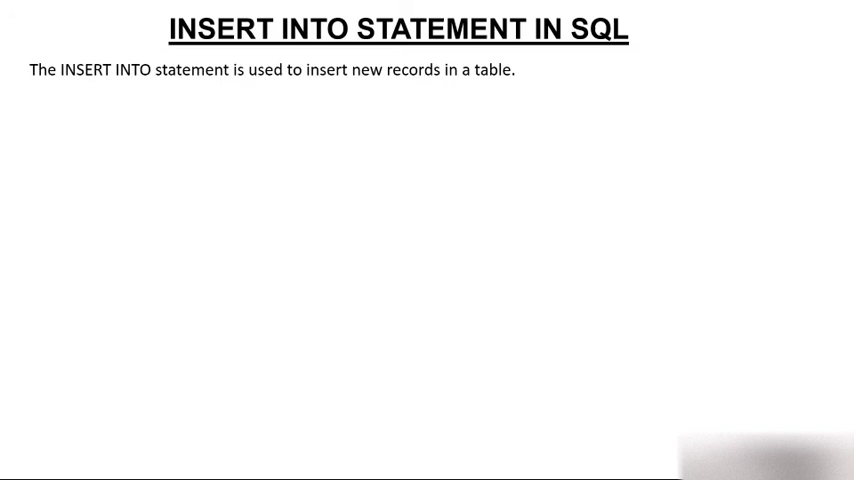 INSERT INTO STATEMENT IN SQL
The INSERT INTO statement is used to insert new records in a table.